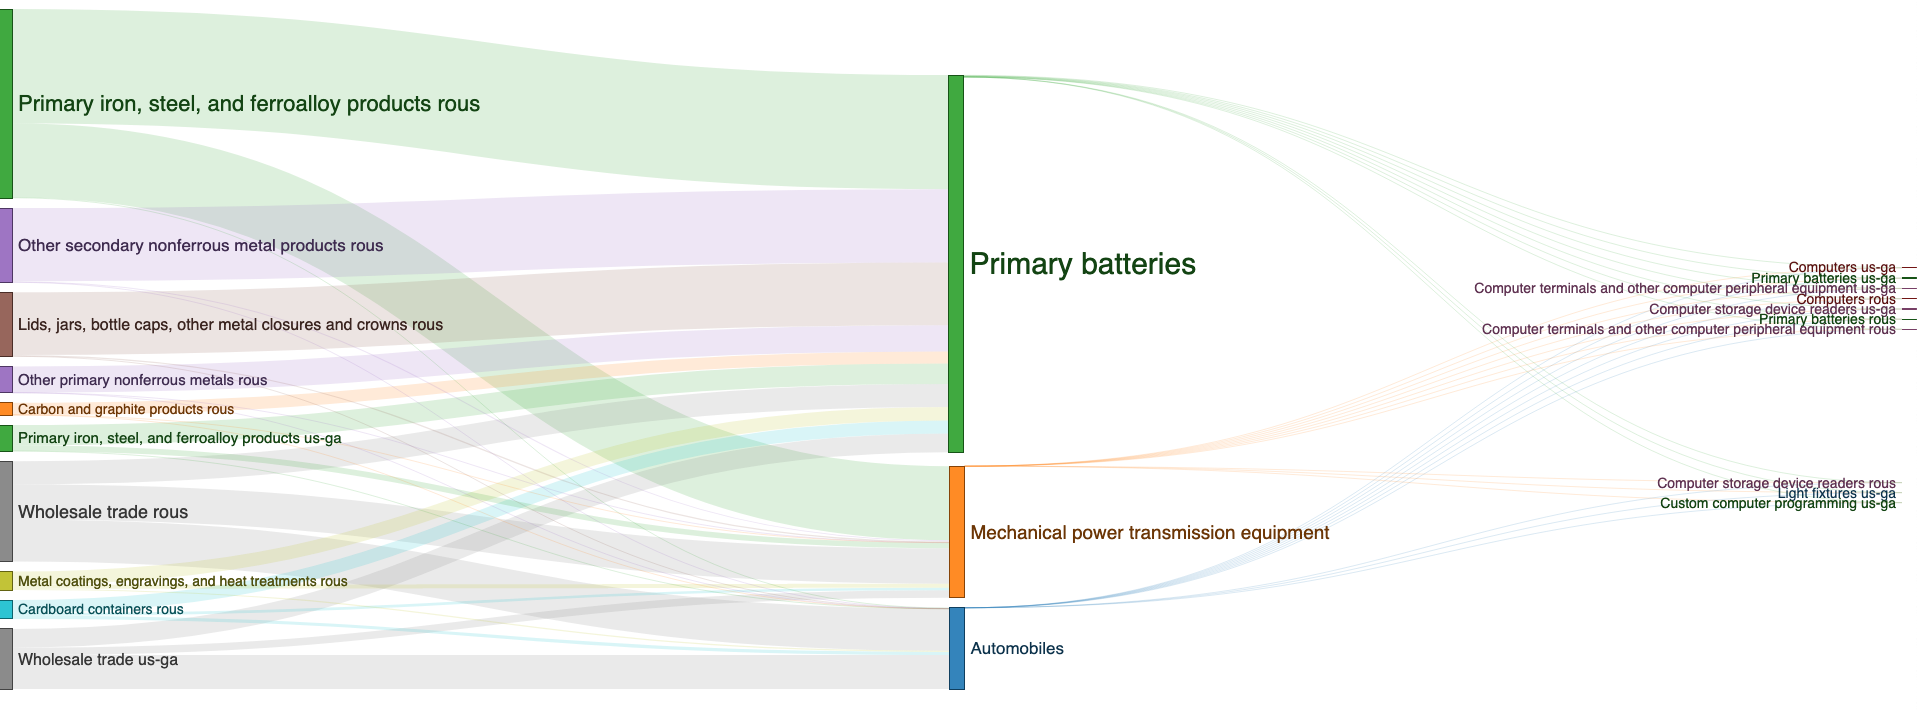 Primary iron, steel, and ferroalloy products rous
Other secondary nonferrous metal products rous
Lids, jars, bottle caps, other metal closures and crowns rous
Other primary nonferrous metals rous
Carbon and graphite products rous
Primary iron, steel, and ferroalloy products us-ga
Wholesale trade rous
Metal coatings, engravings, and heat treatments rous
Cardboard containers rous
Wholesale trade us-ga
Primary batteries
Mechanical power transmission equipment
Automobiles
Computers us-ga
Primary batteries us-ga
Computer terminals and other computer peripheral equipment us-ga
Computers rous
Computer storage device readers us-ga
Primary batteries rous
Computer terminals and other computer peripheral equipment rous
Computer storage device readers rous
Light fixtures us-ga
Custom computer programming us-ga